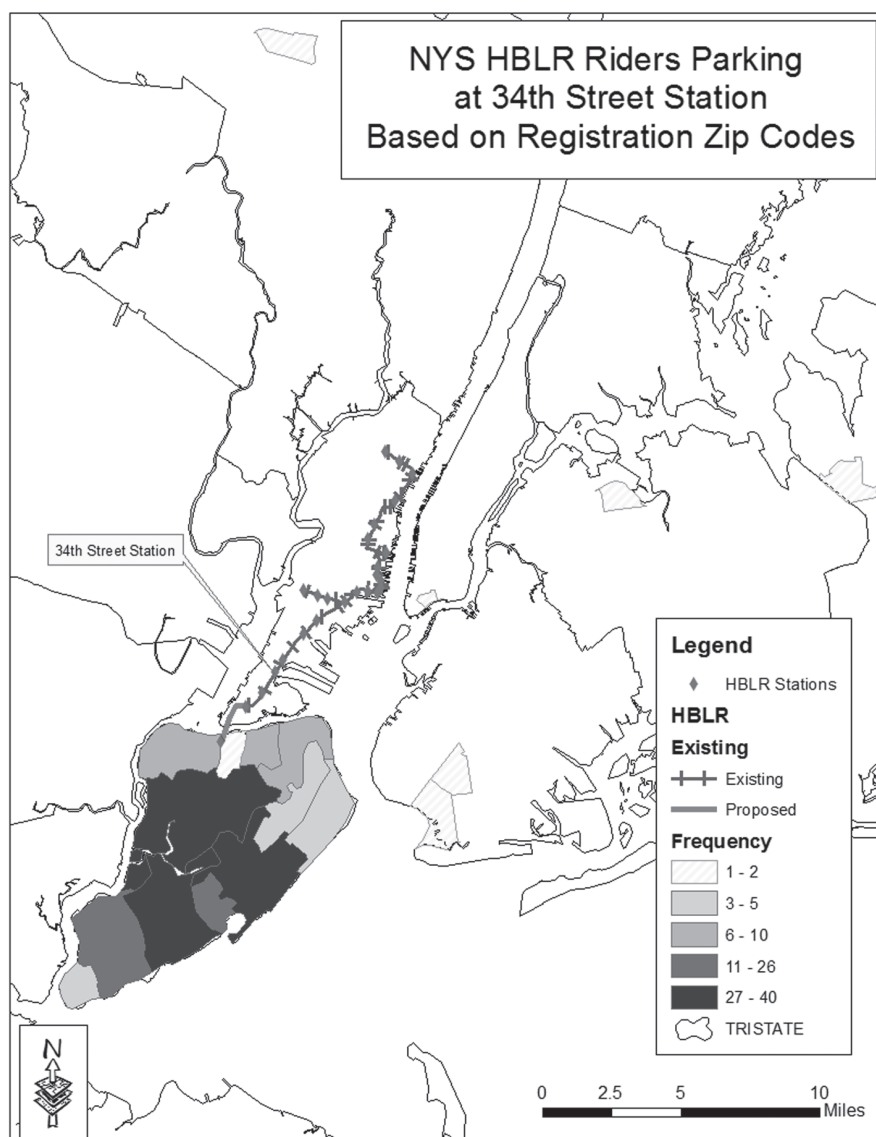 NYS HBLR Riders Parking
at 34th Street Station
Based on Registration Zip Codes
34th Street Station
Legend
HBLR Stations
HBLR
Existing
Existing
Proposed
Frequency
1 - 2
3 - 5
6 - 10
11 - 26
27 - 40
TRISTATE
N
0 2.5 5 10
Miles